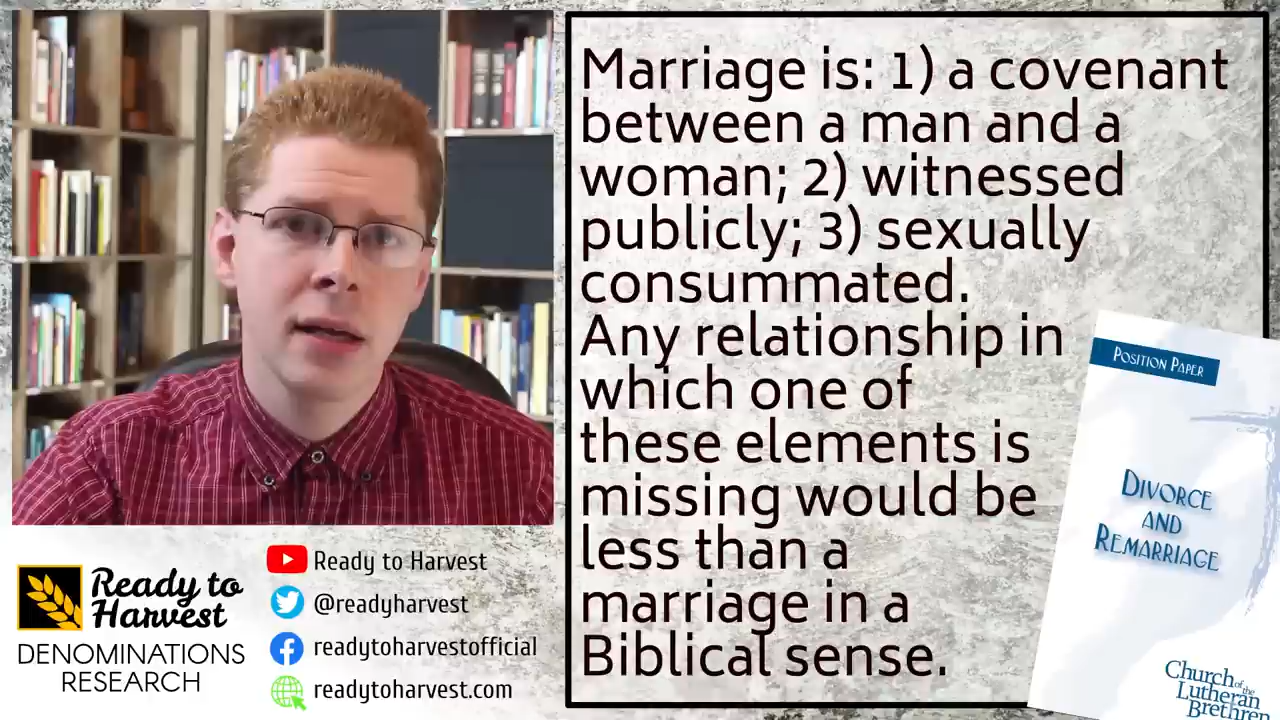 Marriage is: 1) a covenant
between a man and a
woman; 2) witnessed
publicly; 3) sexually
consummated.
Any relationship in
which one of
these elements is
missing would be
less than a
marriage in a
Biblical sense.
POSITION PAPER
DIVORCE
AND
REMARRIAGE
Church of the
Lutheran
Brethren
Ready to
Harvest
DENOMINATIONS
RESEARCH
Ready to Harvest
@readyharvest
readytoharvestofficial
readytoharvest.com